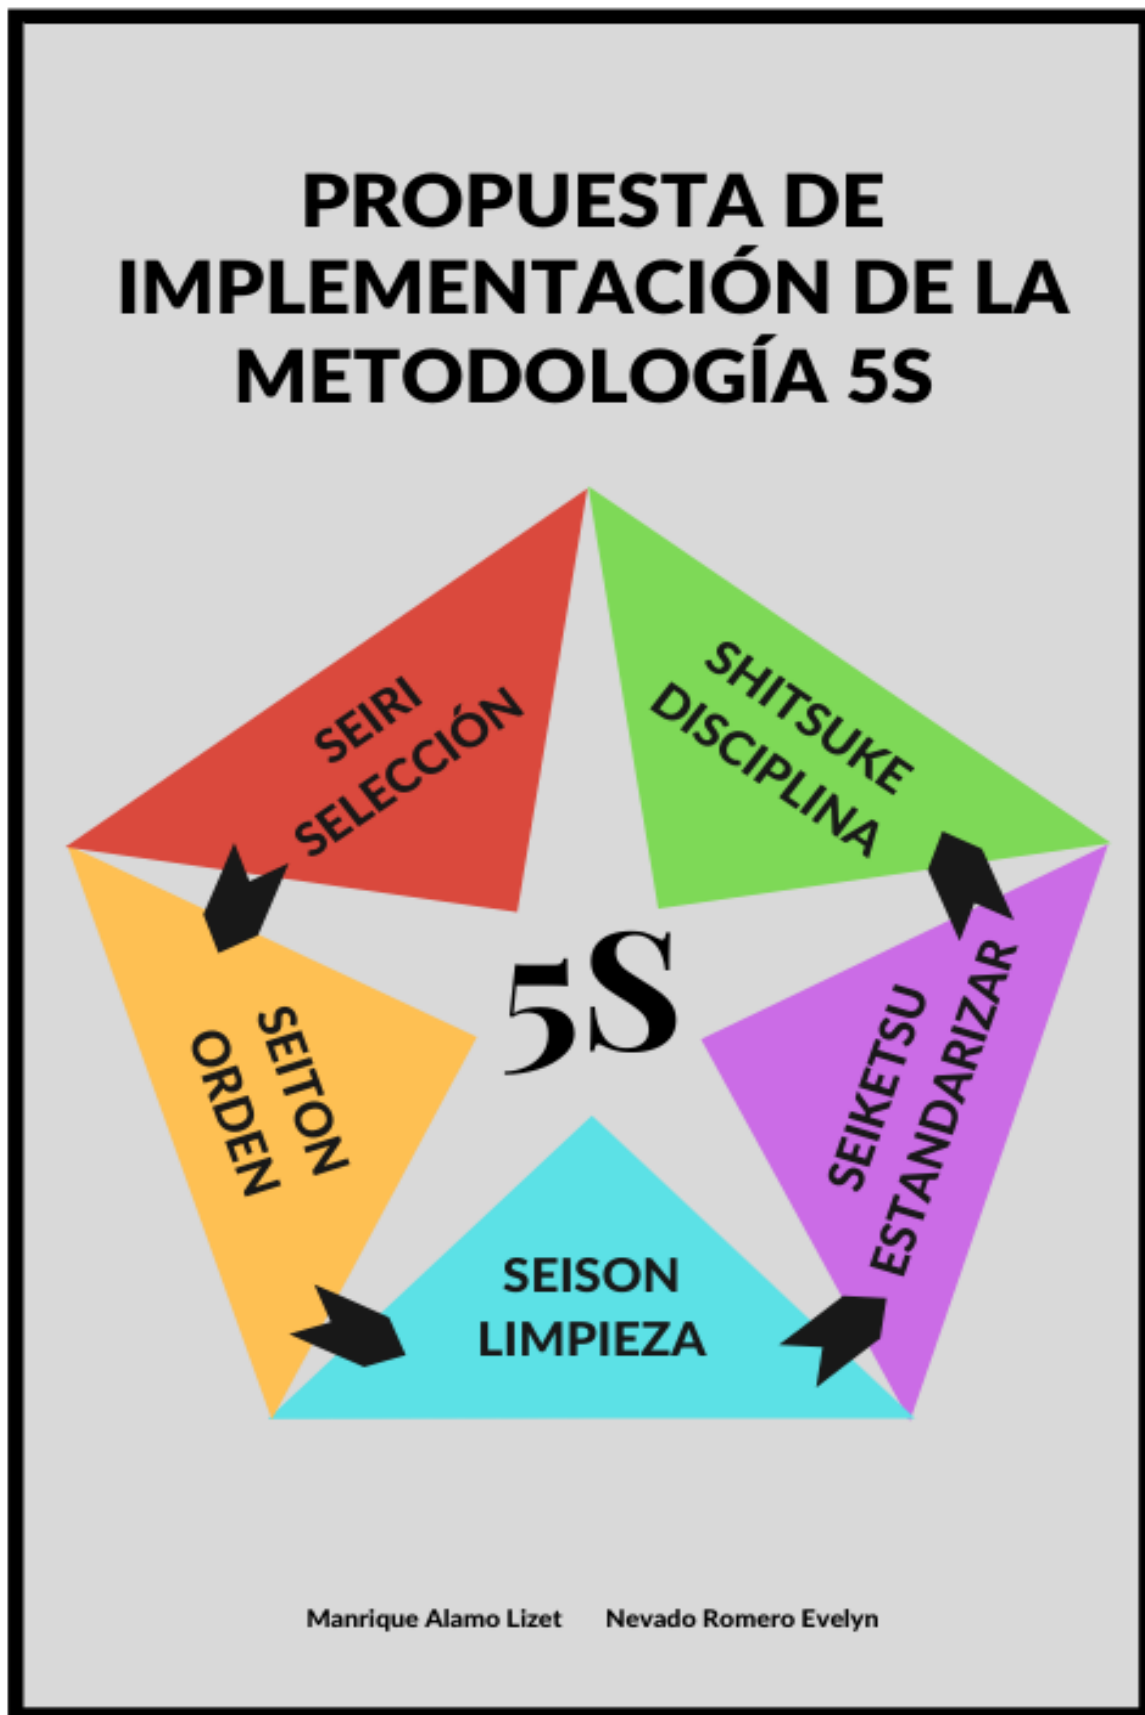 PROPUESTA DE
IMPLEMENTACIÓN DE LA
METODOLOGÍA 5S
SEIRI
SELECCIÓN
SHITSUKE
DISCIPLINA
5S
SEITON
ORDEN
SEIKETSU
ESTANDARIZAR
SEISON
LIMPIEZA
Manrique Alamo Lizet Nevado Romero Evelyn